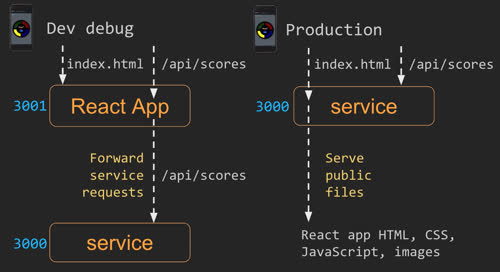 Dev debug
index.html
/api/scores
3001
React App
Forward
service
requests
/api/scores
3000
service
Production
index.html
/api/scores
3000
service
Serve
public
files
React app HTML, CSS,
JavaScript, images